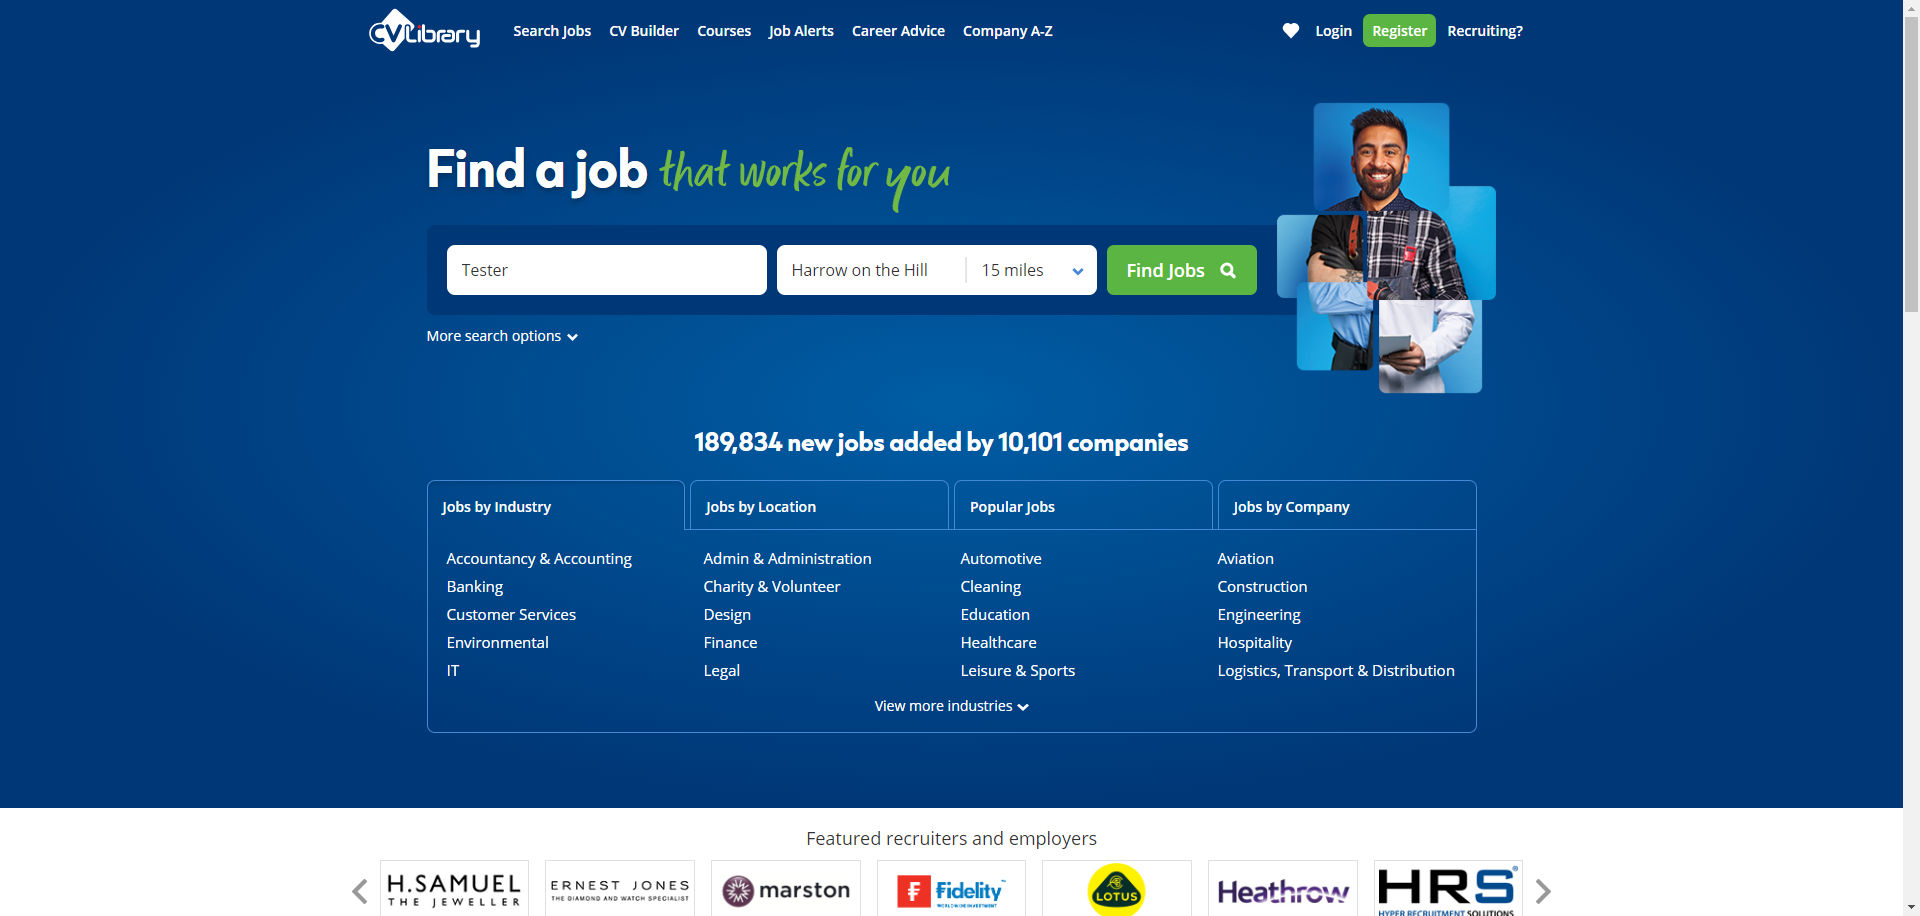 CVLibrary
Search Jobs CV Builder Courses Job Alerts Career Advice Company A-Z Login Register Recruiting?
Find a job that works for you
Tester Harrow on the Hill 15 miles Find Jobs
More search options
189,834 new jobs added by 10,101 companies
Jobs by Industry Jobs by Location Popular Jobs Jobs by Company
Accountancy & Accounting Admin & Administration Automotive Aviation
Banking Charity & Volunteer Cleaning Construction
Customer Services Design Education Engineering
Environmental Finance Healthcare Hospitality
IT Legal Leisure & Sports Logistics, Transport & Distribution
View more industries
Featured recruiters and employers
H.SAMUEL ERNEST JONES marston Fidelity LOTUS Heathrow HRS
THE JEWELLER THE DIAMOND AND WATCH SPECIALIST WORLDWIDE INVESTMENT HYPER RECRUITMENT SOLUTIONS